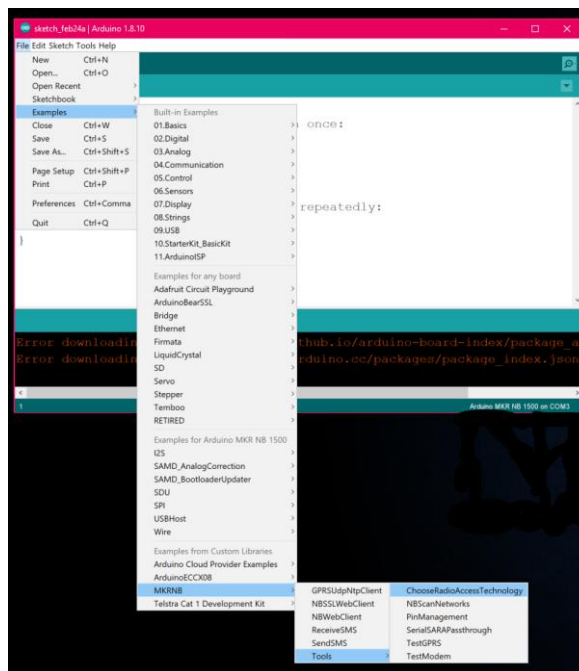 sketch_feb24a | Arduino 1.8.10
File Edit Sketch Tools Help
New Ctrl+N
Open... Ctrl+O
Open Recent
Sketchbook
Examples
Close Ctrl+W
Save Ctrl+S
Save As... Ctrl+Shift+S
Page Setup Ctrl+Shift+P
Print Ctrl+P
Preferences Ctrl+Comma
Quit Ctrl+Q
}
once:
repeatedly:
Built-in Examples
01.Basics
02.Digital
03.Analog
04.Communication
05.Control
06.Sensors
07.Display
08.Strings
09.USB
10.StarterKit_BasicKit
11.ArduinoISP
Examples for any board
Adafruit Circuit Playground
ArduinoBearSSL
Bridge
Ethernet
Firmata
LiquidCrystal
SD
Servo
Stepper
Temboo
RETIRED
Examples for Arduino MKR NB 1500
I2S
SAMD_AnalogCorrection
SAMD_BootloaderUpdater
SDU
SPI
USBHost
Wire
Examples from Custom Libraries
Arduino Cloud Provider Examples
ArduinoECCX08
MKRNB
Telstra Cat 1 Development Kit
GPRSUdpNtpClient
NBSSLWebClient
NBWebClient
ReceiveSMS
SendSMS
Tools
ChooseRadioAccessTechnology
NBScanNetworks
PinManagement
SerialSARAPassthrough
TestGPRS
TestModem
Error downloadin thub.io/arduino-board-index/package_a
Error downloadin rduino.cc/packages/package_index.json
1 Arduino MKR NB 1500 on COM3